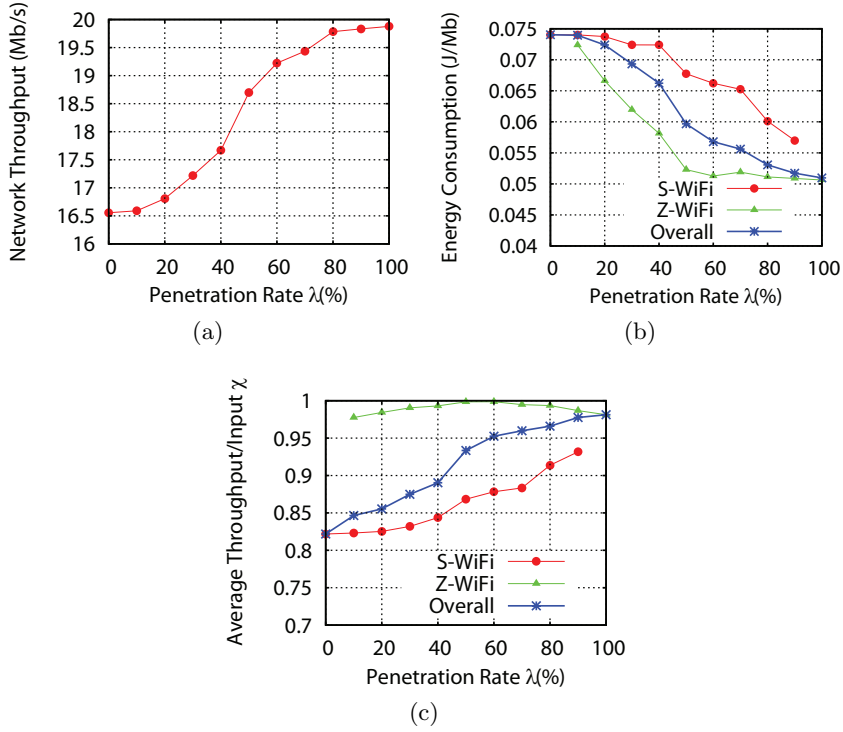 Network Throughput (Mb/s)
20
19.5
19
18.5
18
17.5
17
16.5
16
0 20 40 60 80 100
Penetration Rate λ(%)
(a)
Energy Consumption (J/Mb)
0.075
0.07
0.065
0.06
0.055
0.05
0.045
0.04
S-WiFi
Z-WiFi
Overall
0 20 40 60 80 100
Penetration Rate λ(%)
(b)
Average Throughput/Input χ
1
0.95
0.9
0.85
0.8
0.75
0.7
S-WiFi
Z-WiFi
Overall
0 20 40 60 80 100
Penetration Rate λ(%)
(c)